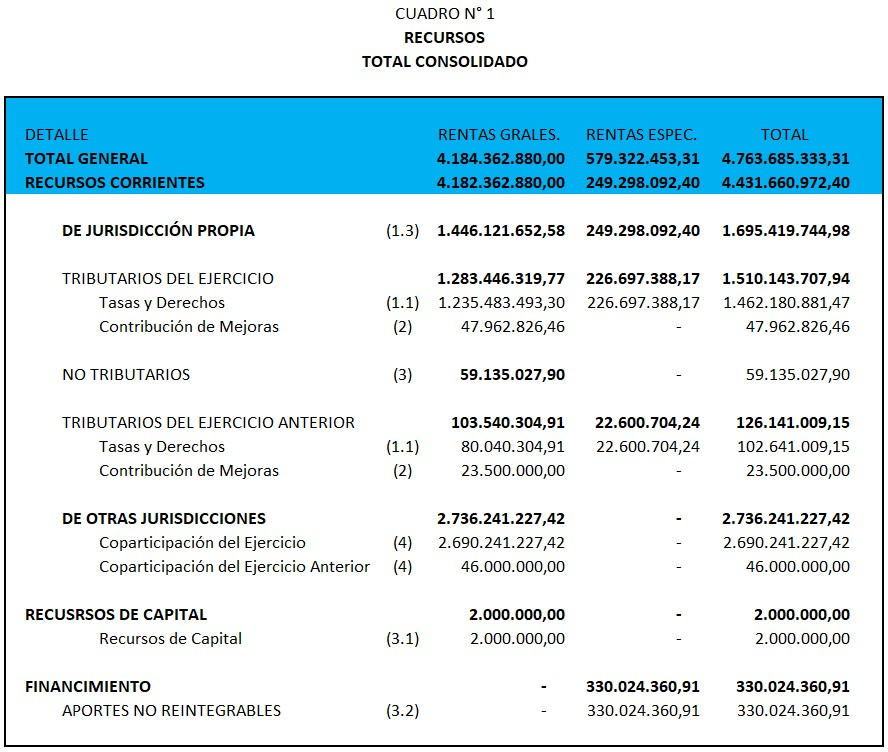 CUADRO N° 1
RECURSOS
TOTAL CONSOLIDADO
DETALLE RENTAS GRALES. RENTAS ESPEC. TOTAL
TOTAL GENERAL 4.184.362.880,00 579.322.453,31 4.763.685.333,31
RECURSOS CORRIENTES 4.182.362.880,00 249.298.092,40 4.431.660.972,40
DE JURISDICCIÓN PROPIA (1.3) 1.446.121.652,58 249.298.092,40 1.695.419.744,98
TRIBUTARIOS DEL EJERCICIO 1.283.446.319,77 226.697.388,17 1.510.143.707,94
Tasas y Derechos (1.1) 1.235.483.493,30 226.697.388,17 1.462.180.881,47
Contribución de Mejoras (2) 47.962.826,46 - 47.962.826,46
NO TRIBUTARIOS (3) 59.135.027,90 - 59.135.027,90
TRIBUTARIOS DEL EJERCICIO ANTERIOR 103.540.304,91 22.600.704,24 126.141.009,15
Tasas y Derechos (1.1) 80.040.304,91 22.600.704,24 102.641.009,15
Contribución de Mejoras (2) 23.500.000,00 - 23.500.000,00
DE OTRAS JURISDICCIONES 2.736.241.227,42 - 2.736.241.227,42
Coparticipación del Ejercicio (4) 2.690.241.227,42 - 2.690.241.227,42
Coparticipación del Ejercicio Anterior (4) 46.000.000,00 - 46.000.000,00
RECUSRSOS DE CAPITAL 2.000.000,00 - 2.000.000,00
Recursos de Capital (3.1) 2.000.000,00 - 2.000.000,00
FINANCIMIENTO - 330.024.360,91 330.024.360,91
APORTES NO REINTEGRABLES (3.2) - 330.024.360,91 330.024.360,91